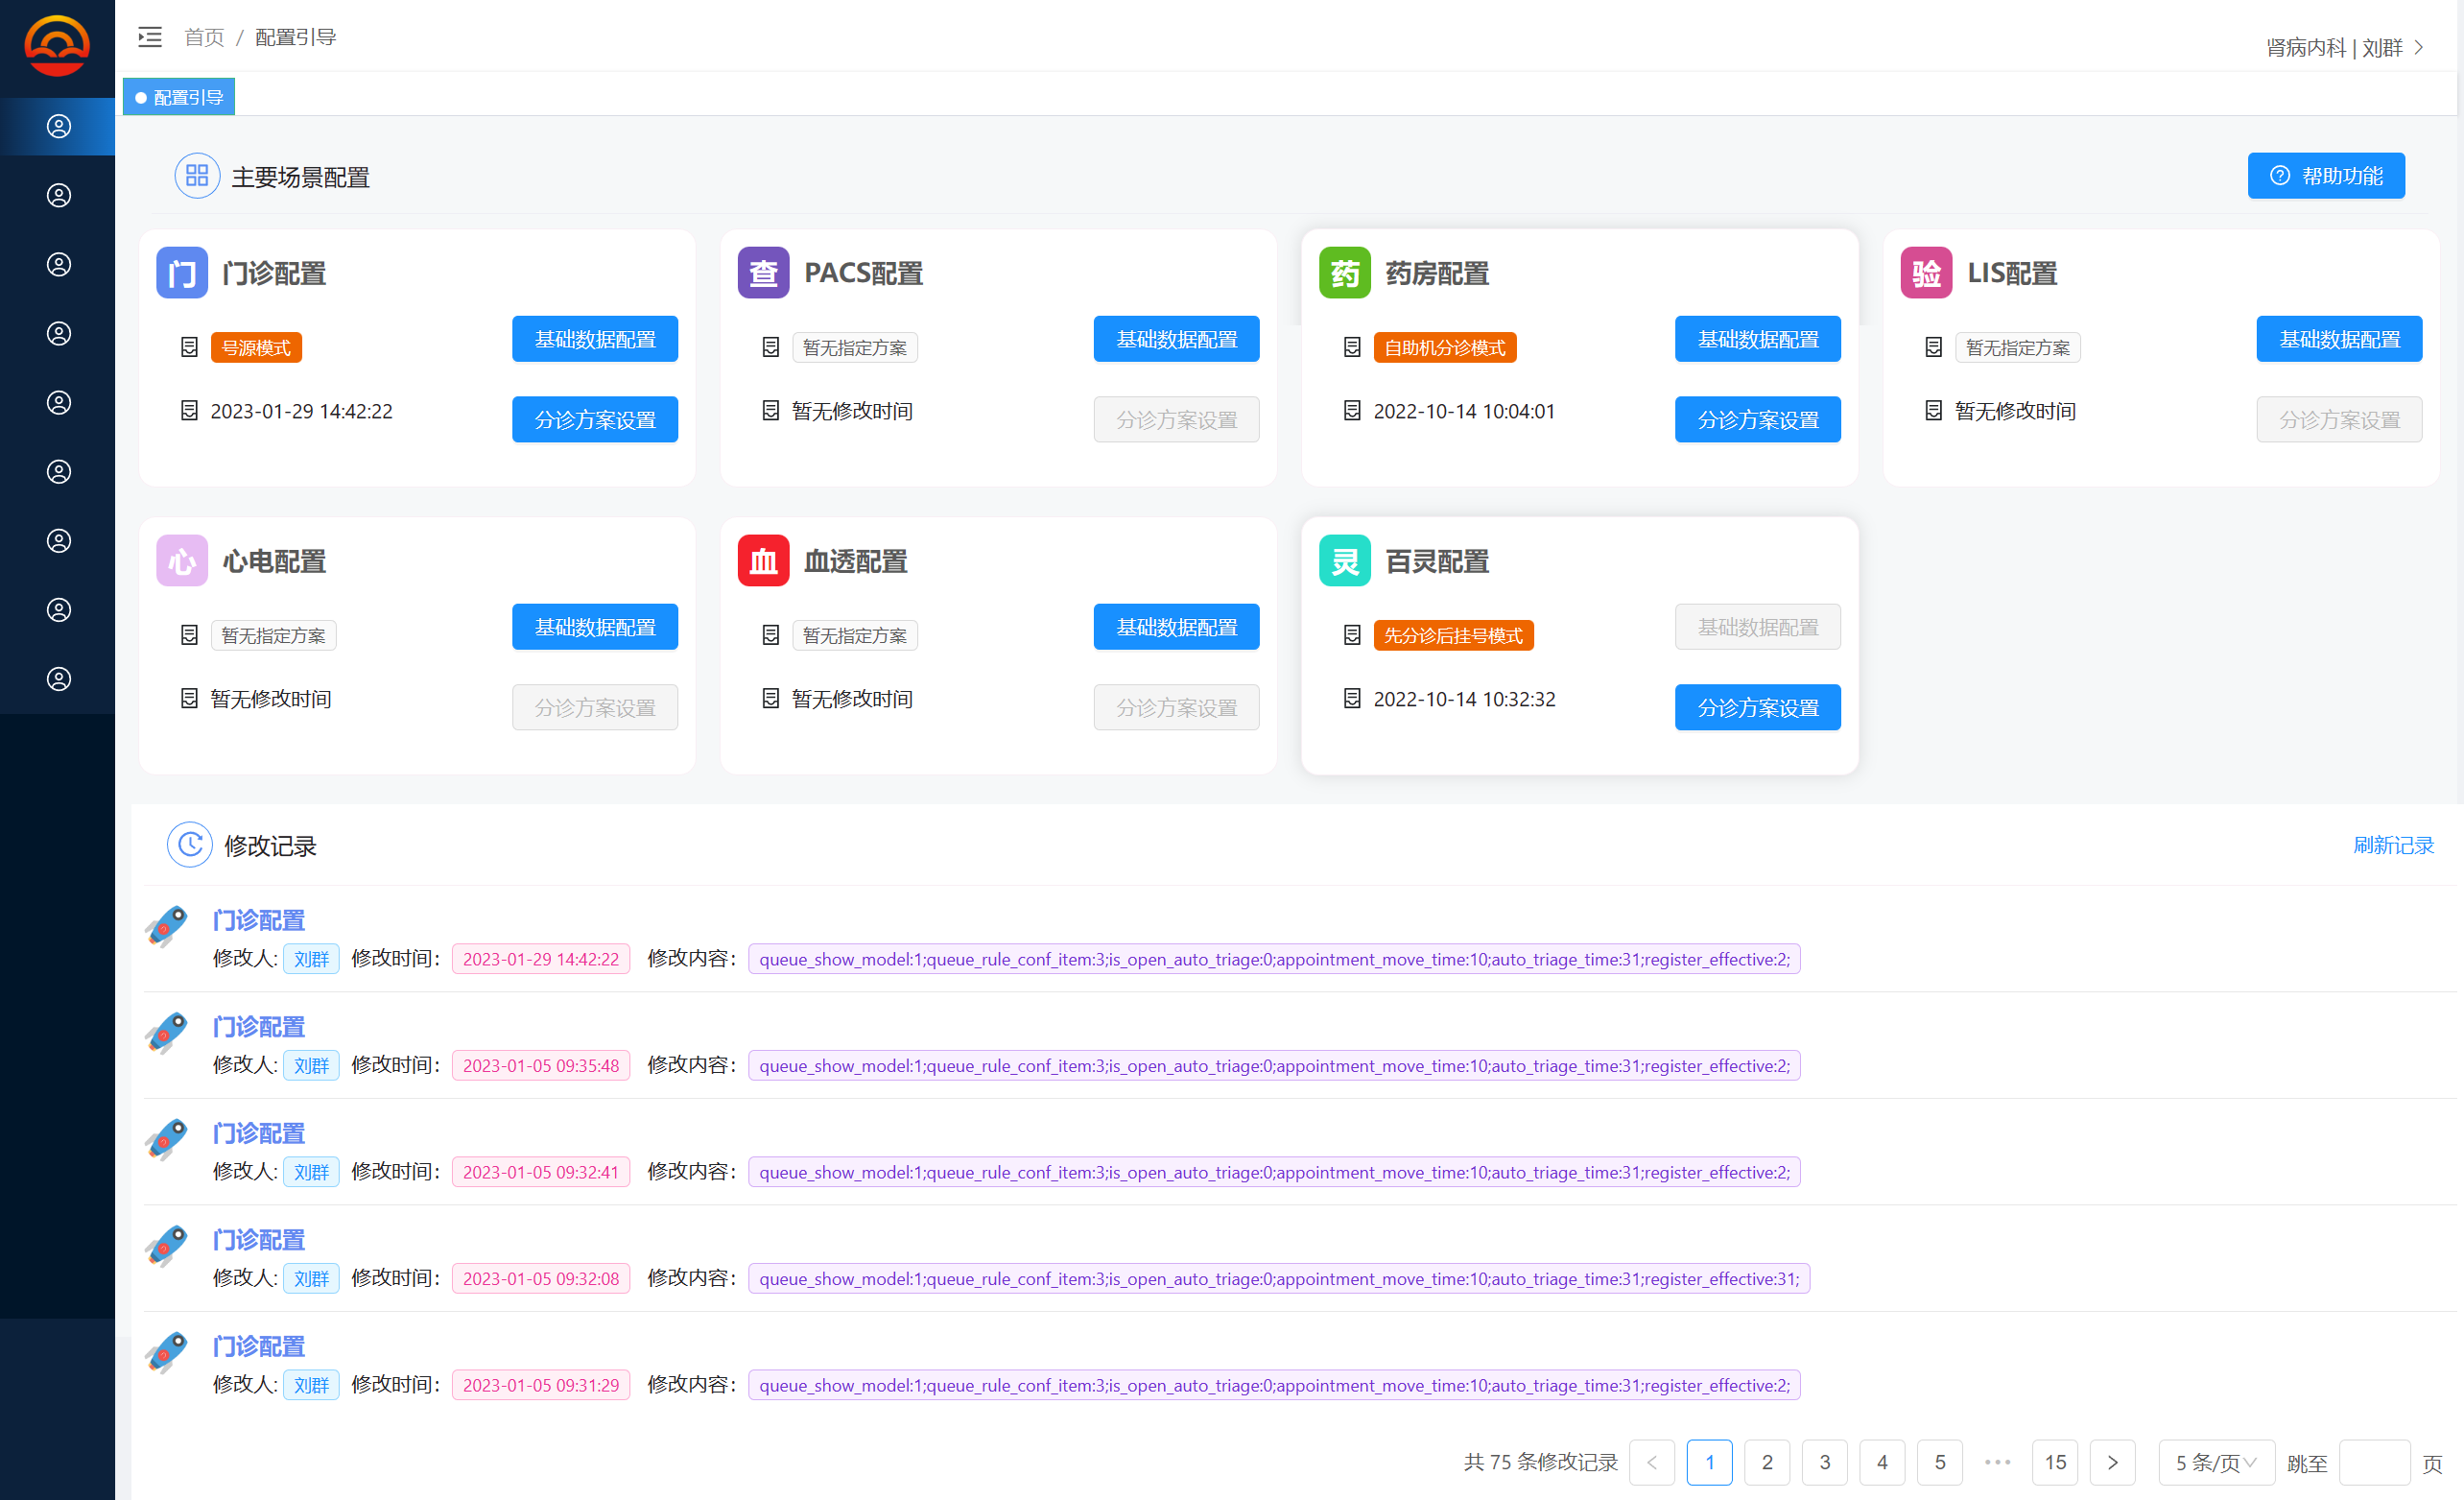 首页 / 配置引导
肾病内科 | 刘群 >
配置引导
主要场景配置
帮助功能
门 门诊配置
号源模式
基础数据配置
2023-01-29 14:42:22
分诊方案设置
查 PACS配置
暂无指定方案
基础数据配置
暂无修改时间
分诊方案设置
药 药房配置
自助机分诊模式
基础数据配置
2022-10-14 10:04:01
分诊方案设置
验 LIS配置
暂无指定方案
基础数据配置
暂无修改时间
分诊方案设置
心 心电配置
暂无指定方案
基础数据配置
暂无修改时间
分诊方案设置
血 血透配置
暂无指定方案
基础数据配置
暂无修改时间
分诊方案设置
灵 百灵配置
先分诊后挂号模式
基础数据配置
2022-10-14 10:32:32
分诊方案设置
修改记录
刷新记录
门诊配置
修改人: 刘群 修改时间： 2023-01-29 14:42:22 修改内容： queue_show_model:1;queue_rule_conf_item:3;is_open_auto_triage:0;appointment_move_time:10;auto_triage_time:31;register_effective:2;
门诊配置
修改人: 刘群 修改时间： 2023-01-05 09:35:48 修改内容： queue_show_model:1;queue_rule_conf_item:3;is_open_auto_triage:0;appointment_move_time:10;auto_triage_time:31;register_effective:2;
门诊配置
修改人: 刘群 修改时间： 2023-01-05 09:32:41 修改内容： queue_show_model:1;queue_rule_conf_item:3;is_open_auto_triage:0;appointment_move_time:10;auto_triage_time:31;register_effective:2;
门诊配置
修改人: 刘群 修改时间： 2023-01-05 09:32:08 修改内容： queue_show_model:1;queue_rule_conf_item:3;is_open_auto_triage:0;appointment_move_time:10;auto_triage_time:31;register_effective:31;
门诊配置
修改人: 刘群 修改时间： 2023-01-05 09:31:29 修改内容： queue_show_model:1;queue_rule_conf_item:3;is_open_auto_triage:0;appointment_move_time:10;auto_triage_time:31;register_effective:2;
共 75 条修改记录 < 1 2 3 4 5 ••• 15 > 5 条/页 跳至 页